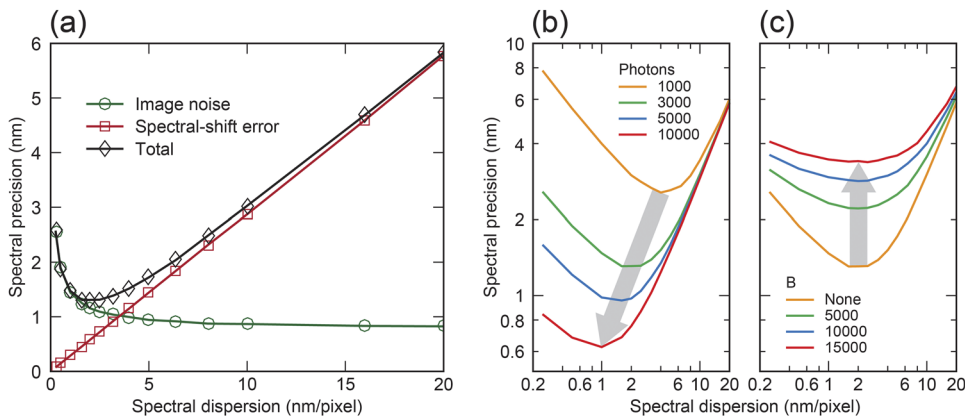 (a)
6
5
4
3
2
1
0
Spectral precision (nm)
Image noise
Spectral-shift error
Total
0 5 10 15 20
Spectral dispersion (nm/pixel)
(b)
10
8
6
4
2
1
0.8
0.6
Spectral precision (nm)
Photons
1000
3000
5000
10000
0.2 0.6 1 2 6 10 20
(c)
B
None
5000
10000
15000
0.2 0.6 1 2 6 10 20
Spectral dispersion (nm/pixel)